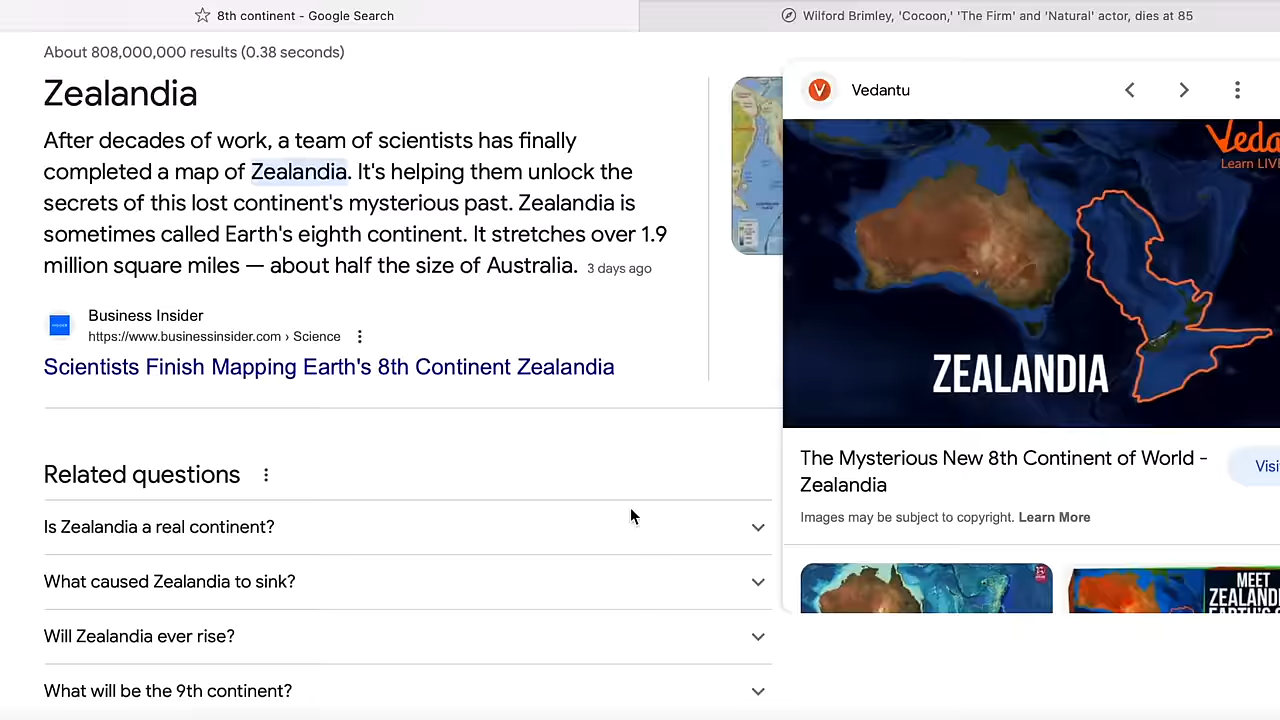 8th continent - Google Search
Wilford Brimley, 'Cocoon,' 'The Firm' and 'Natural' actor, dies at 85
About 808,000,000 results (0.38 seconds)
Zealandia
After decades of work, a team of scientists has finally
completed a map of Zealandia. It's helping them unlock the
secrets of this lost continent's mysterious past. Zealandia is
sometimes called Earth's eighth continent. It stretches over 1.9
million square miles — about half the size of Australia. 3 days ago
Business Insider
https://www.businessinsider.com › Science
Scientists Finish Mapping Earth's 8th Continent Zealandia
Related questions
Is Zealandia a real continent?
What caused Zealandia to sink?
Will Zealandia ever rise?
What will be the 9th continent?
Vedantu
Veda
Learn LIVE
ZEALANDIA
The Mysterious New 8th Continent of World -
Zealandia
Visi
Images may be subject to copyright. Learn More
MEET
ZEALANDI